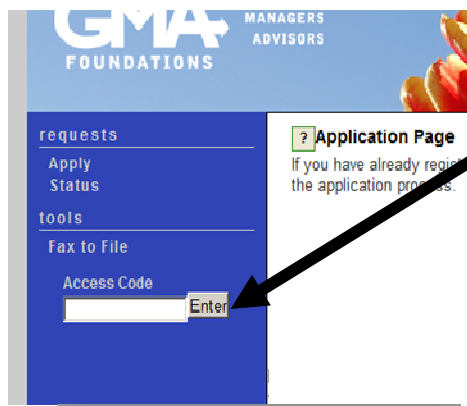 GMA
MANAGERS
ADVISORS
FOUNDATIONS
requests
Apply
Status
tools
Fax to File
Access Code
Enter
? Application Page
If you have already
the application process.